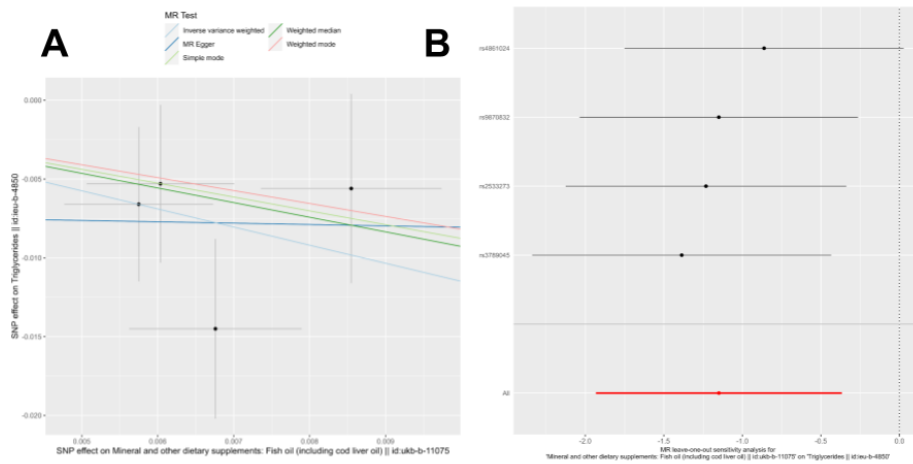 A
MR Test
Inverse variance weighted
MR Egger
Simple mode
Weighted median
Weighted mode
0.000
-0.005
-0.010
-0.015
-0.020
SNP effect on Triglycerides || id:ieu-b-4850
0.005
0.006
0.007
0.008
0.009
SNP effect on Mineral and other dietary supplements: Fish oil (including cod liver oil) || id:ukb-b-11075
B
rs4861024
rs9670832
rs2533273
rs3789045
All
-2.0
-1.5
-1.0
-0.5
0.0
MR leave-one-out sensitivity analysis for
'Mineral and other dietary supplements: Fish oil (including cod liver oil) || id:ukb-b-11075' on 'Triglycerides || id:ieu-b-4850'